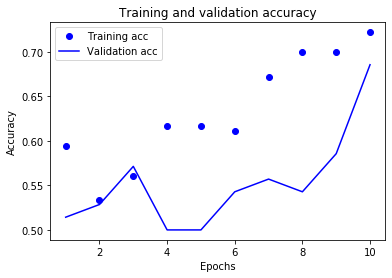 Training and validation accuracy
Training acc
Validation acc
Accuracy
0.70
0.65
0.60
0.55
0.50
2 4 6 8 10
Epochs